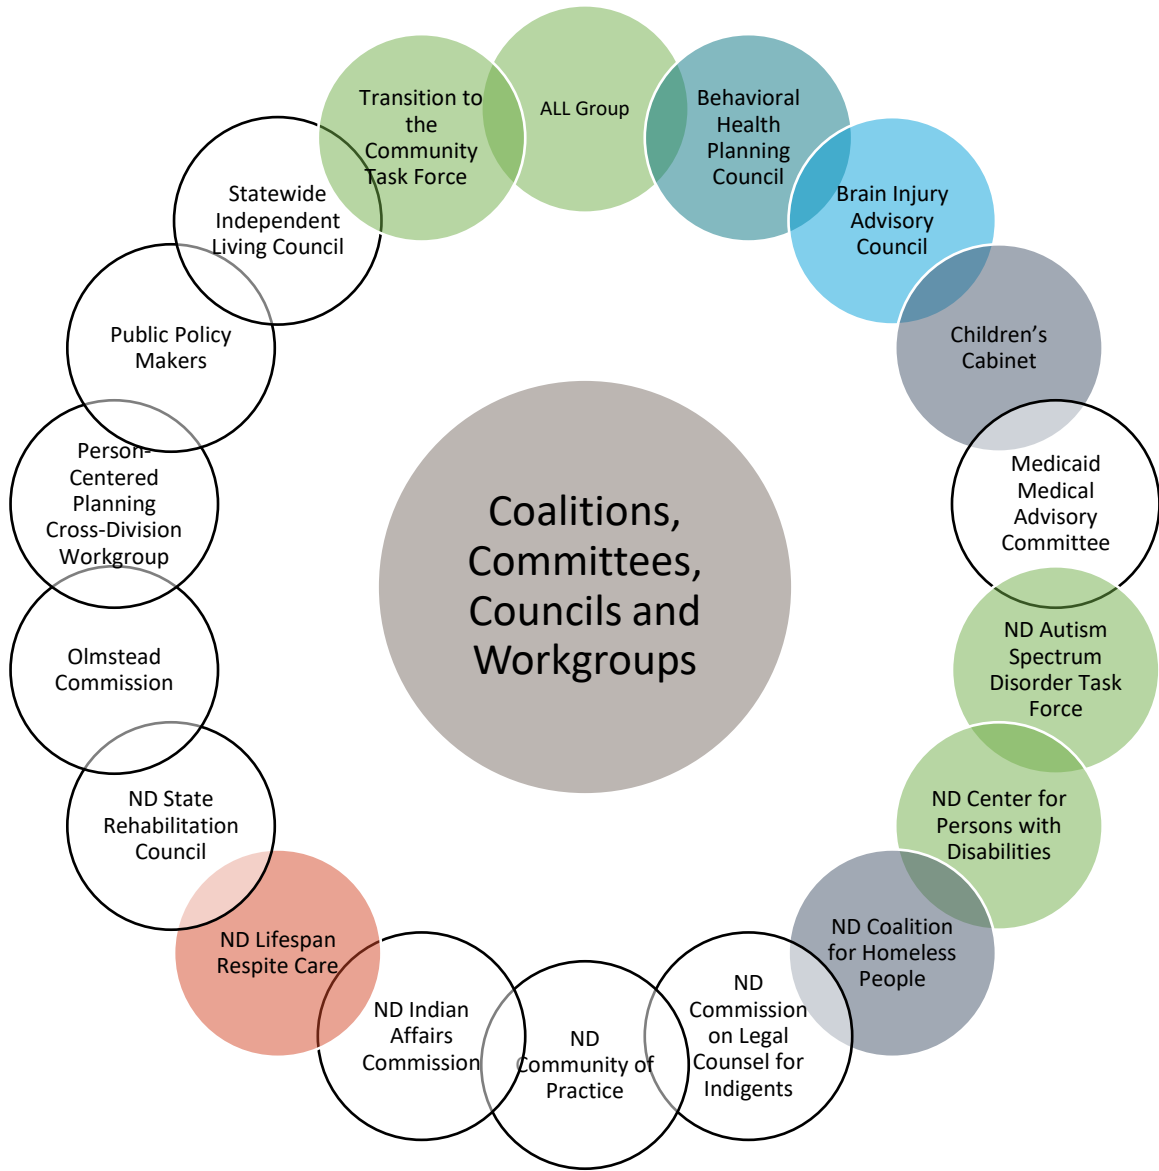 ALL Group
Behavioral
Health
Planning
Council
Brain Injury
Advisory
Council
Children’s
Cabinet
Medicaid
Medical
Advisory
Committee
ND Autism
Spectrum
Disorder Task
Force
ND Center for
Persons with
Disabilities
ND Coalition
for Homeless
People
ND
Commission
on Legal
Counsel for
Indigents
ND
Community of
Practice
ND Indian
Affairs
Commission
ND Lifespan
Respite Care
ND State
Rehabilitation
Council
Olmstead
Commission
Person-
Centered
Planning
Cross-Division
Workgroup
Public Policy
Makers
Statewide
Independent
Living Council
Transition to
the
Community
Task Force
Coalitions,
Committees,
Councils and
Workgroups